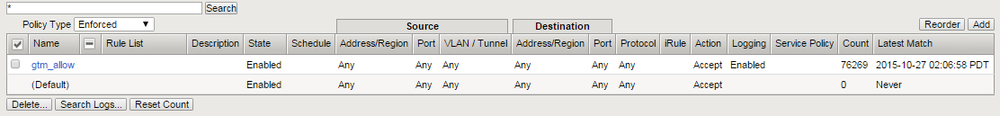 * Search
Policy Type Enforced Source Destination Reorder Add
Name Rule List Description State Schedule Address/Region Port VLAN / Tunnel Address/Region Port Protocol iRule Action Logging Service Policy Count Latest Match
gtm_allow Enabled Any Any Any Any Any Any Accept Enabled 76269 2015-10-27 02:06:58 PDT
(Default) Enabled Any Any Any Any Any Any Accept 0 Never
Delete... Search Logs... Reset Count